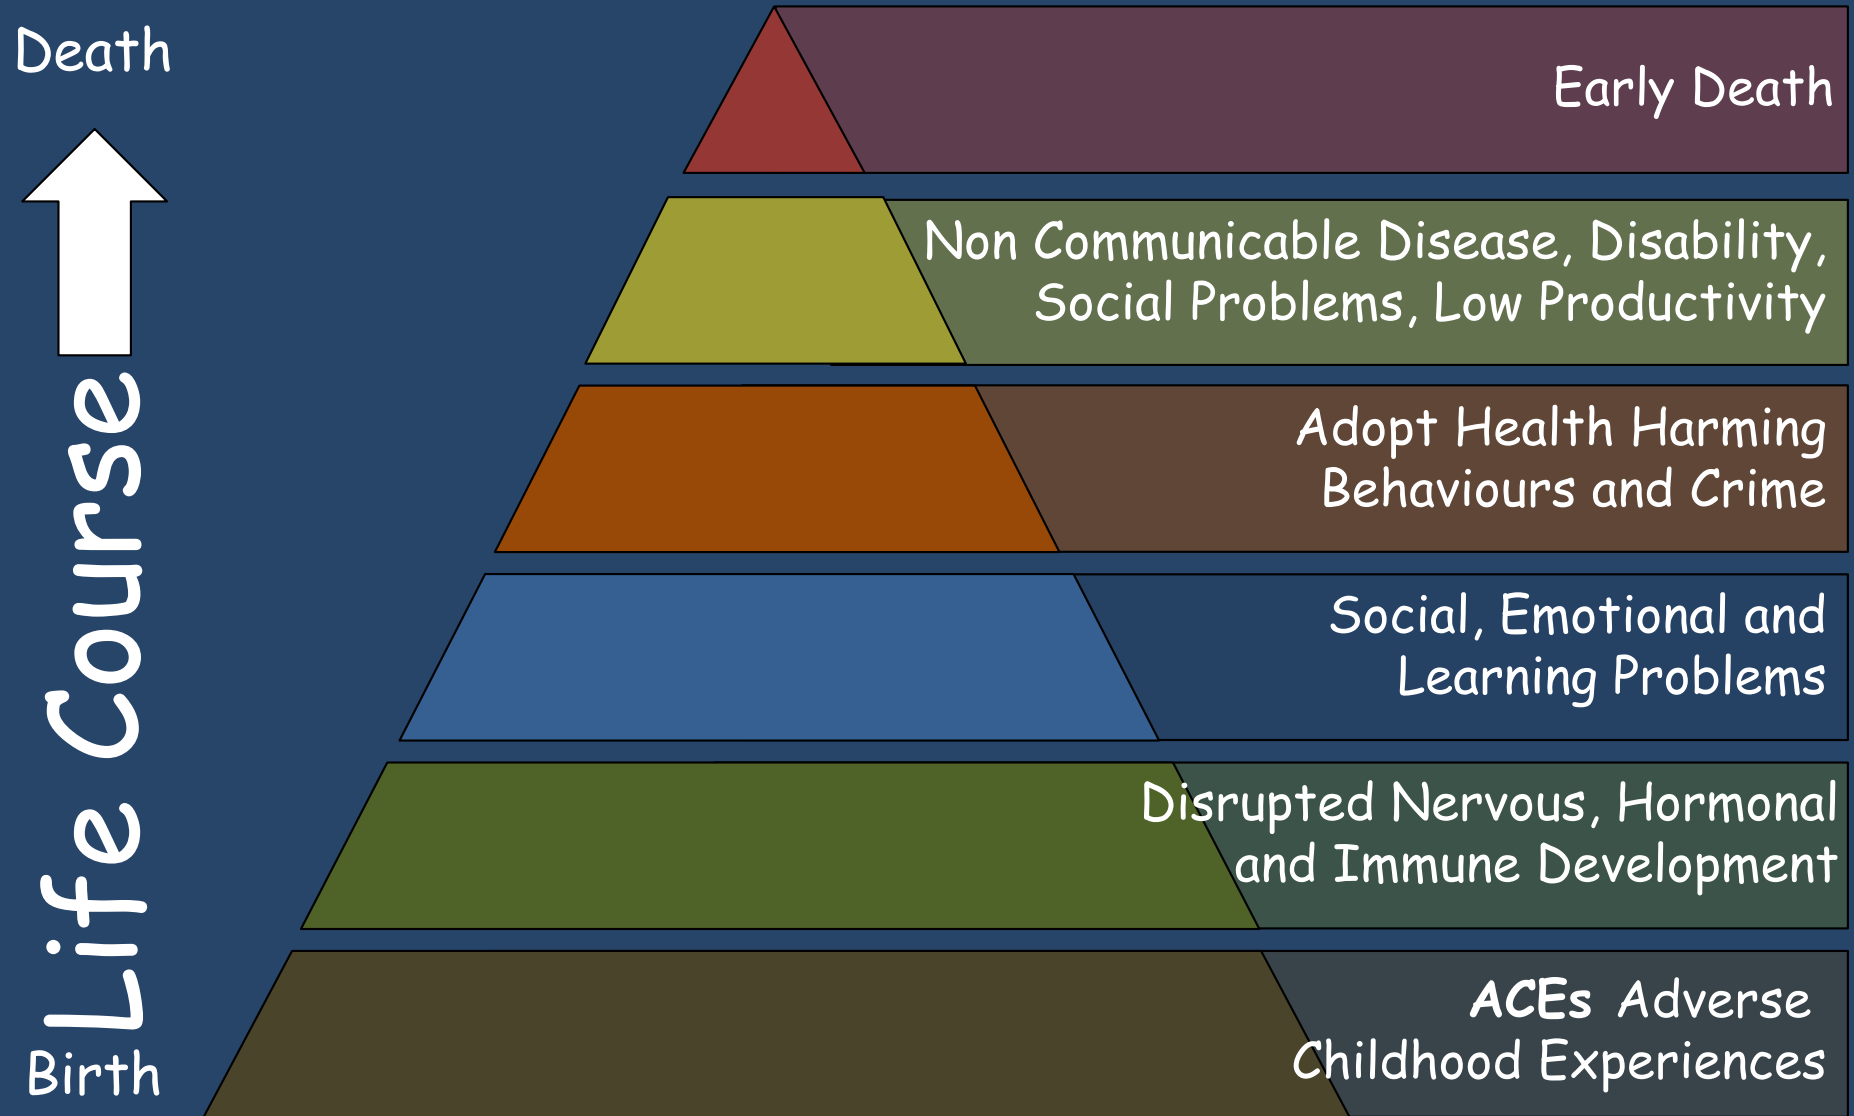 Death
Early Death
Non Communicable Disease, Disability,
Social Problems, Low Productivity
Adopt Health Harming
Behaviours and Crime
Social, Emotional and
Learning Problems
Disrupted Nervous, Hormonal
and Immune Development
ACEs Adverse
Childhood Experiences
Life Course
Birth